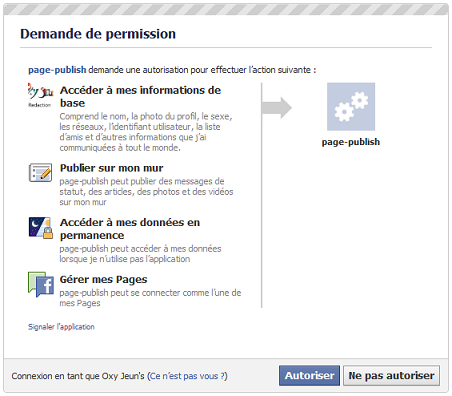 Demande de permission
page-publish demande une autorisation pour effectuer l'action suivante :
Rédaction
Accéder à mes informations de
base
Comprend le nom, la photo du profil, le sexe,
les réseaux, l'identifiant utilisateur, la liste
d'amis et d'autres informations que j'ai
communiquées à tout le monde.
page-publish
Publier sur mon mur
page-publish peut publier des messages de
statut, des articles, des photos et des vidéos
sur mon mur
Accéder à mes données en
permanence
page-publish peut accéder à mes données
lorsque je n'utilise pas l'application
Gérer mes Pages
page-publish peut se connecter comme l'une de
mes Pages
Signaler l'application
Connexion en tant que Oxy Jeun's (Ce n'est pas vous ?)
Autoriser
Ne pas autoriser